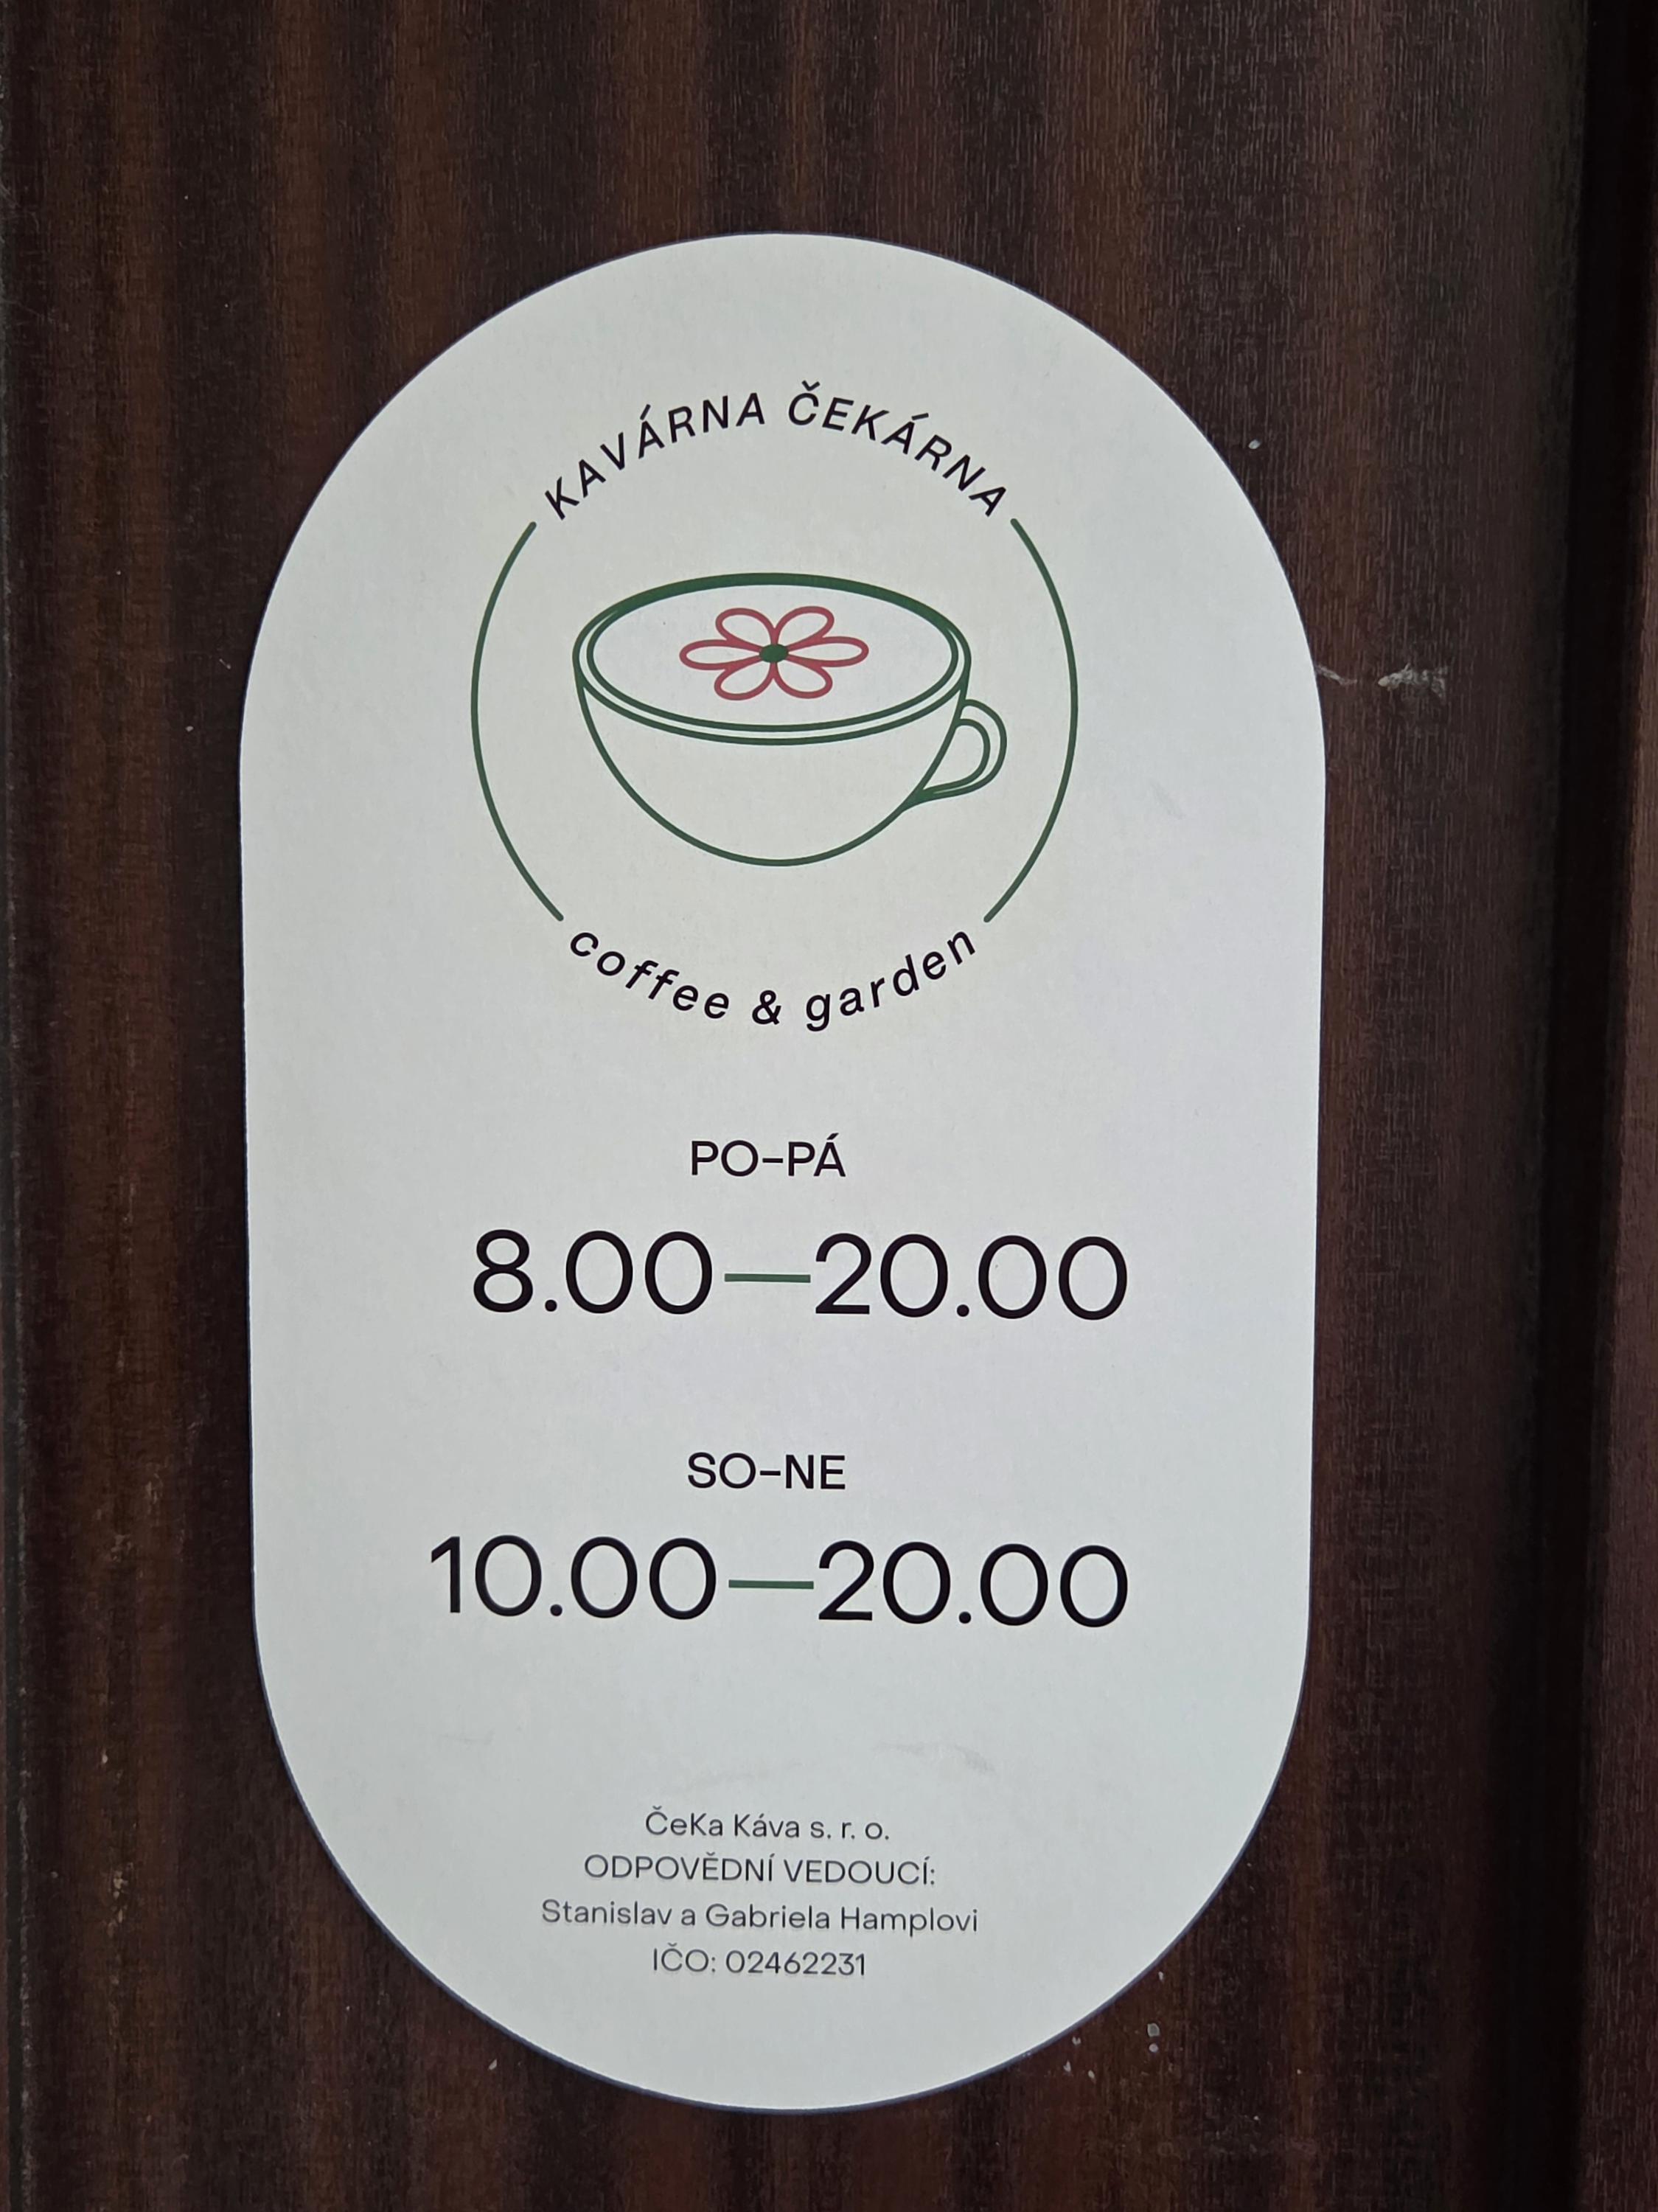 KAVÁRNA ČEKÁRNA
coffee & garden
PO–PÁ
8.00—20.00
SO–NE
10.00—20.00
ČeKa Káva s. r. o.
ODPOVĚDNÍ VEDOUCÍ:
Stanislav a Gabriela Hamplovi
IČO: 02462231